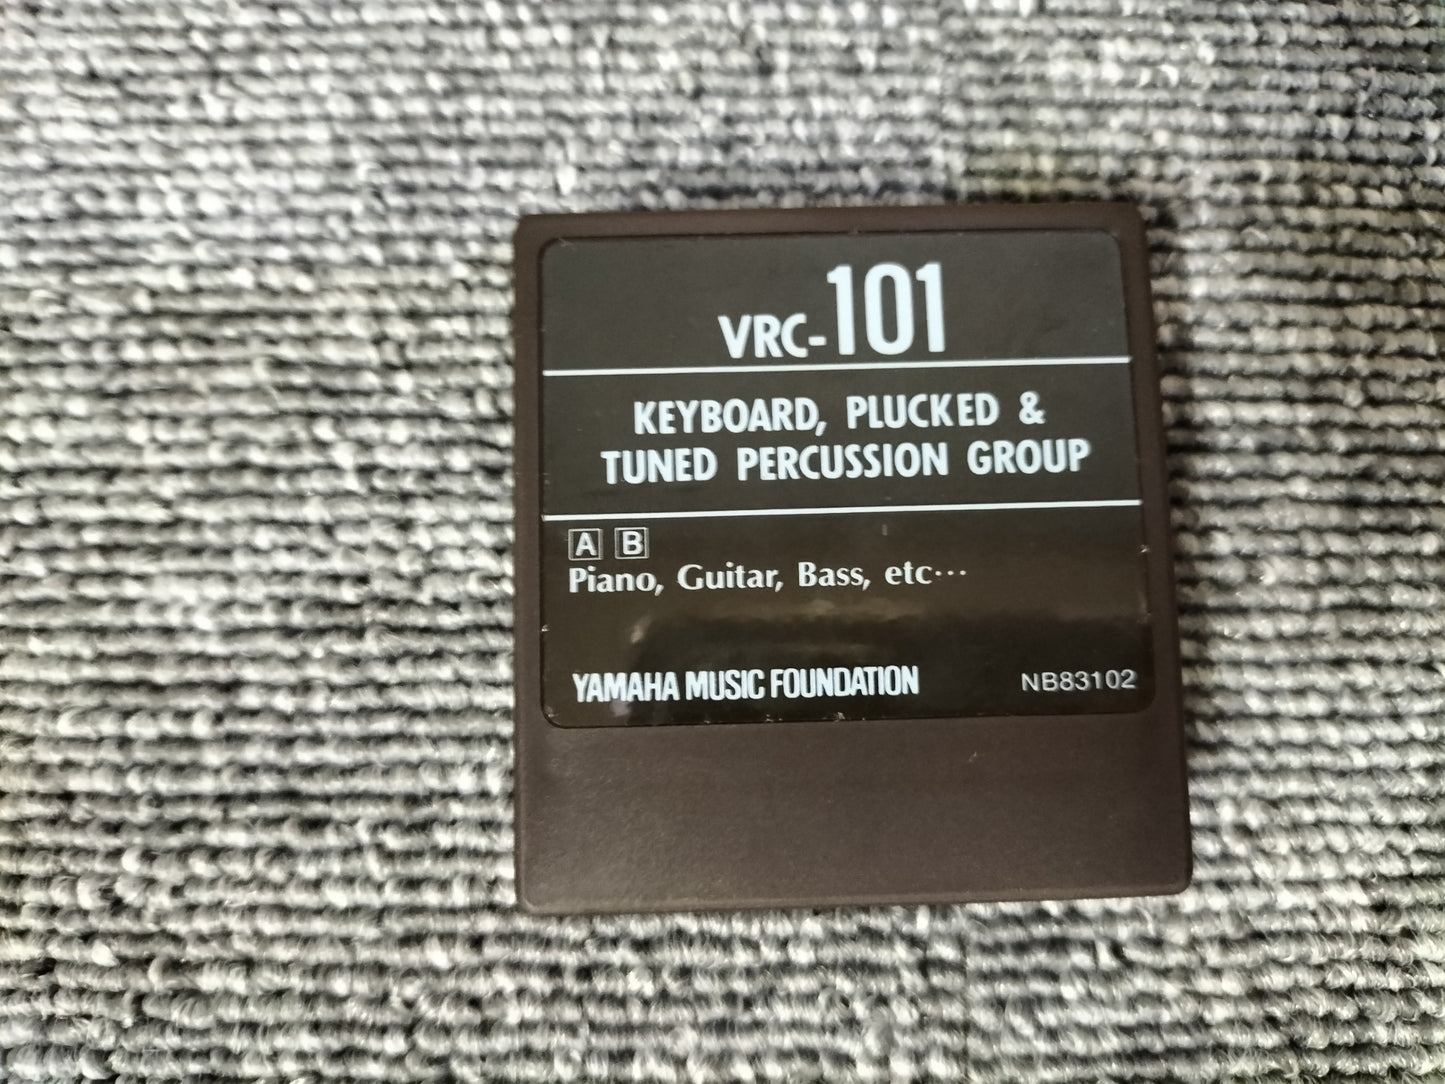 VRC-101
KEYBOARD, PLUCKED &
TUNED PERCUSSION GROUP
A B
Piano, Guitar, Bass, etc···
YAMAHA MUSIC FOUNDATION NB83102